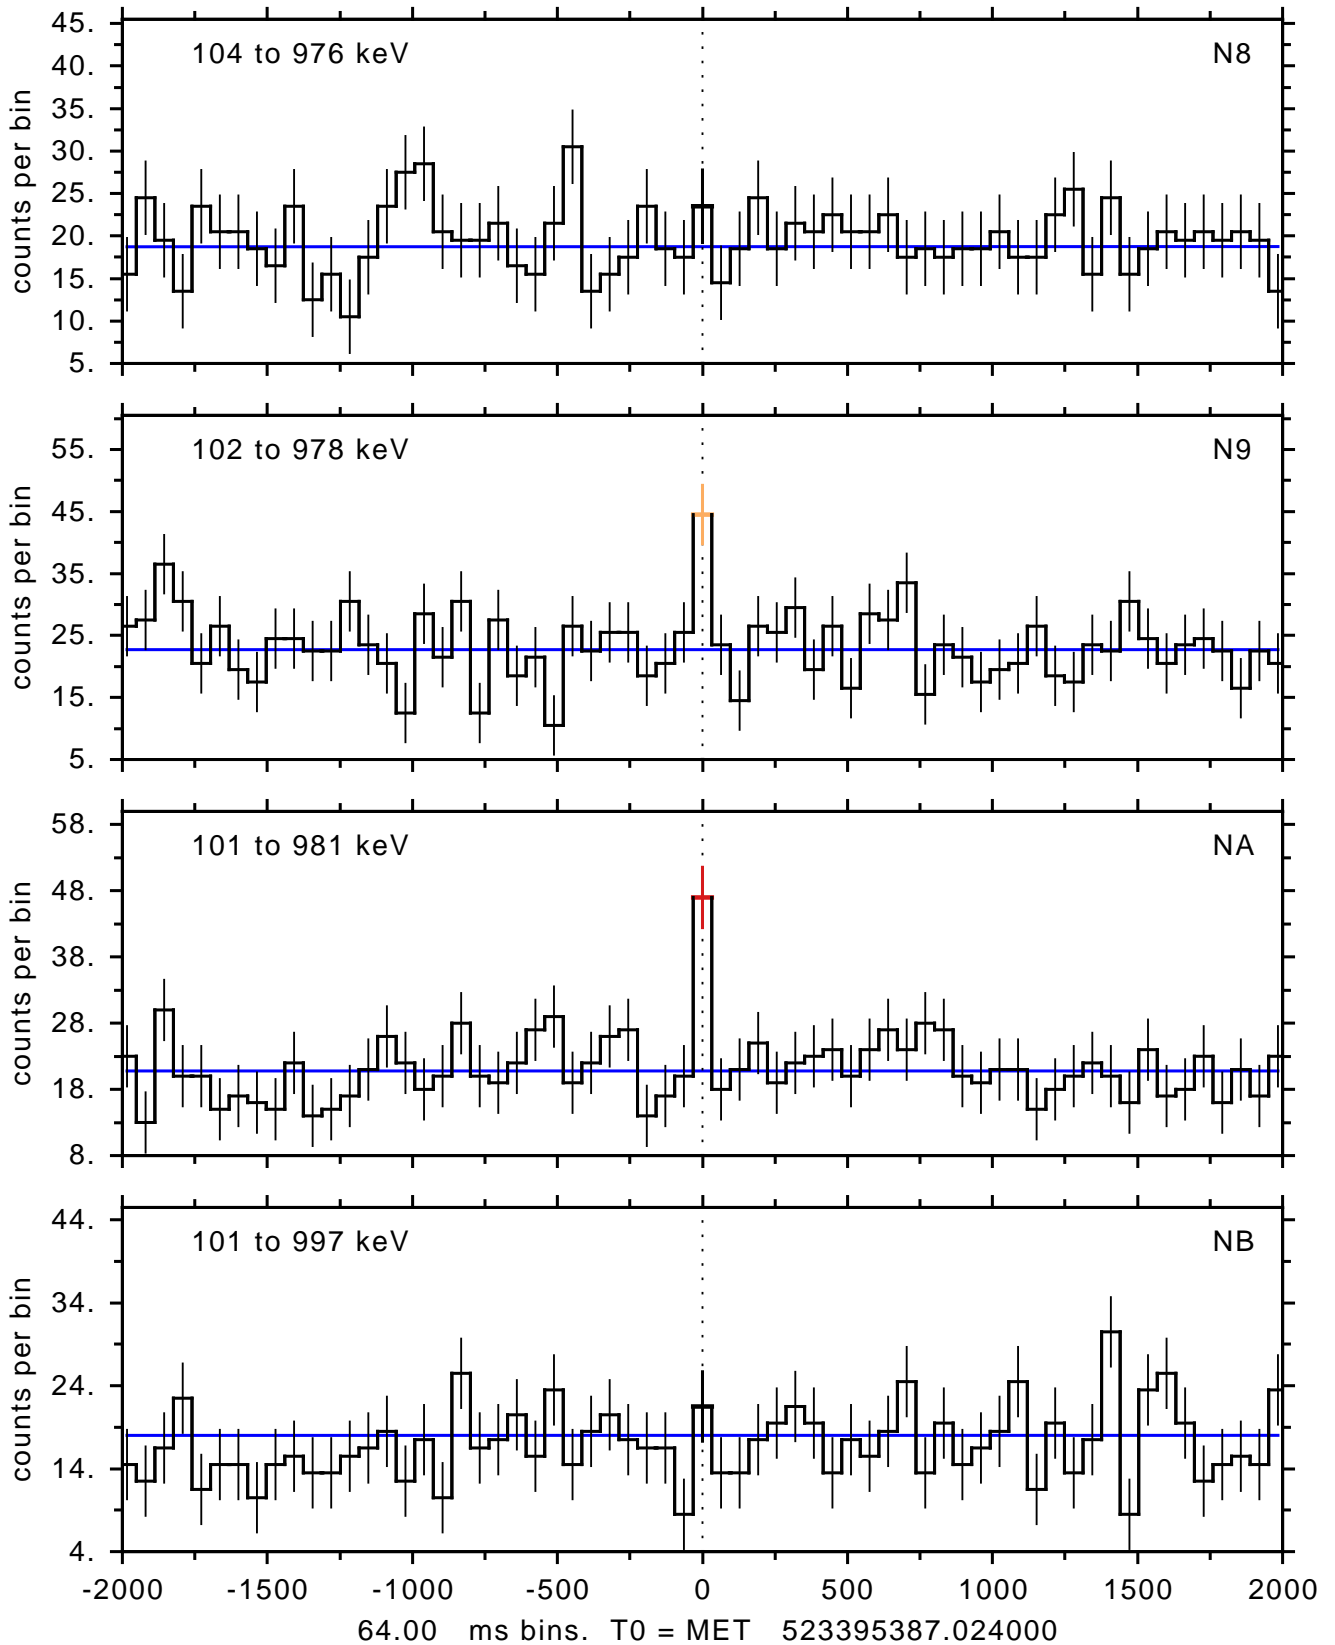 104 to 976 keV N8
45.
40.
35.
30.
25.
20.
15.
10.
5.
counts per bin
102 to 978 keV N9
55.
45.
35.
25.
15.
5.
counts per bin
101 to 981 keV NA
58.
48.
38.
28.
18.
8.
counts per bin
101 to 997 keV NB
44.
34.
24.
14.
4.
counts per bin
-2000 -1500 -1000 -500 0 500 1000 1500 2000
64.00 ms bins. T0 = MET 523395387.024000